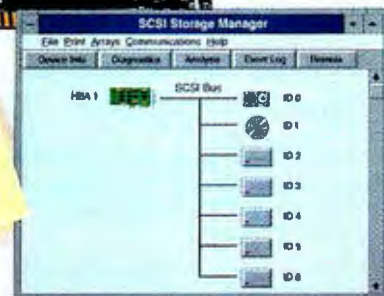 SCSI Storage Manager
File Print Arrays Communications Help
Device Info Diagnostics Analysis Event Log Remote
HBA 1
SCSI Bus
ID 0
ID 1
ID 2
ID 3
ID 4
ID 5
ID 6